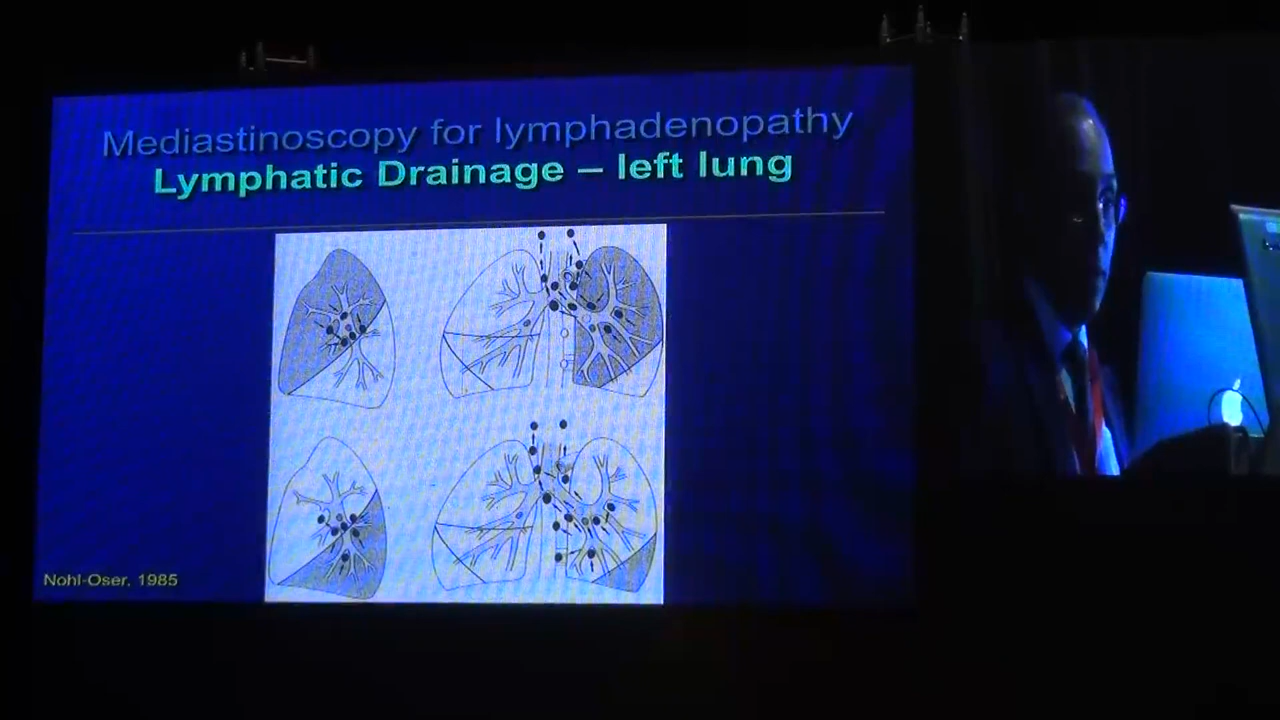 Mediastinoscopy for lymphadenopathy
Lymphatic Drainage – left lung
Nohl-Oser, 1985